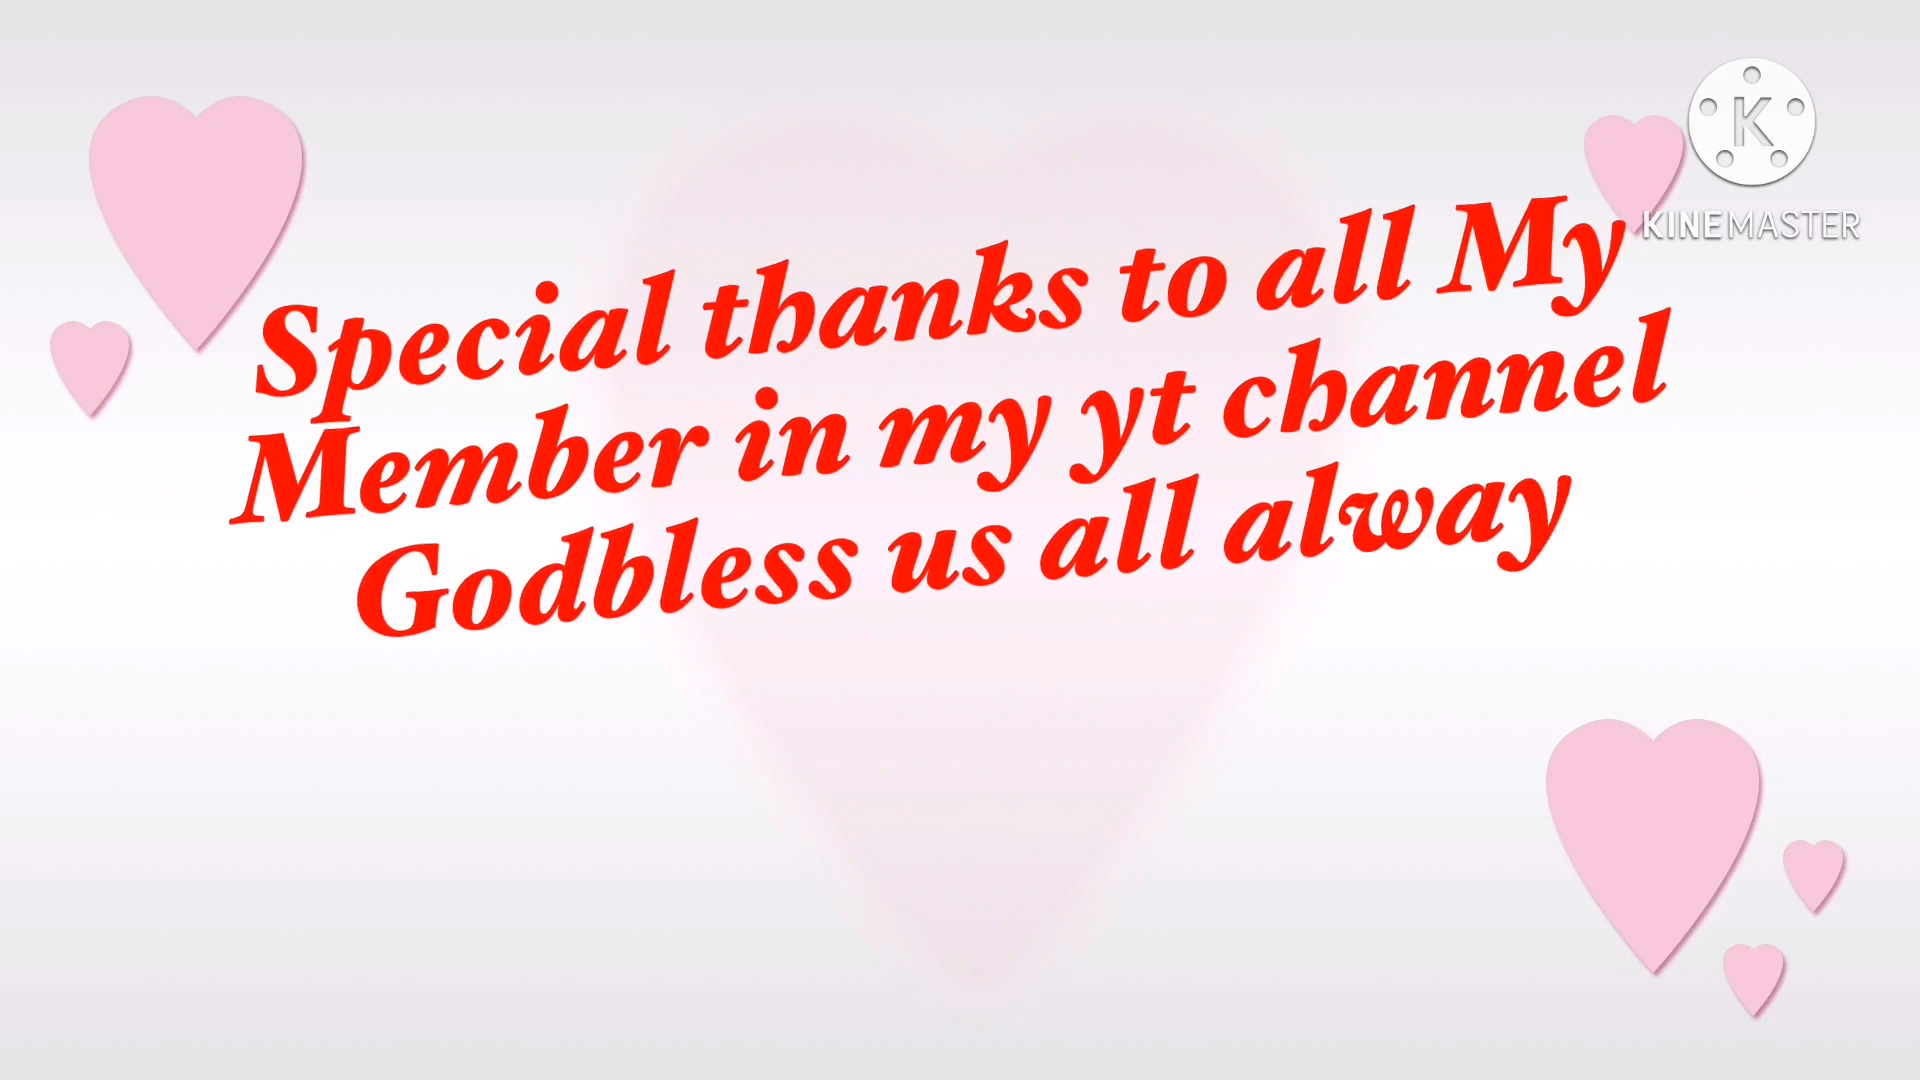 K
KINEMASTER
Special thanks to all My
Member in my yt channel
Godbless us all alway